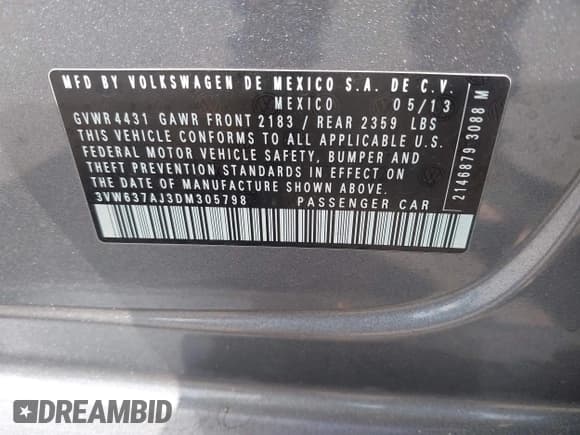 MFD BY VOLKSWAGEN DE MEXICO S.A. DE C.V.
MEXICO 05/13
GVWR 4431 GAWR FRONT 2183 / REAR 2359 LBS
THIS VEHICLE CONFORMS TO ALL APPLICABLE U.S.
FEDERAL MOTOR VEHICLE SAFETY, BUMPER AND
THEFT PREVENTION STANDARDS IN EFFECT ON
THE DATE OF MANUFACTURE SHOWN ABOVE
3VW637AJ3DM305798 PASSENGER CAR
2146879 3088 M
DREAMBID